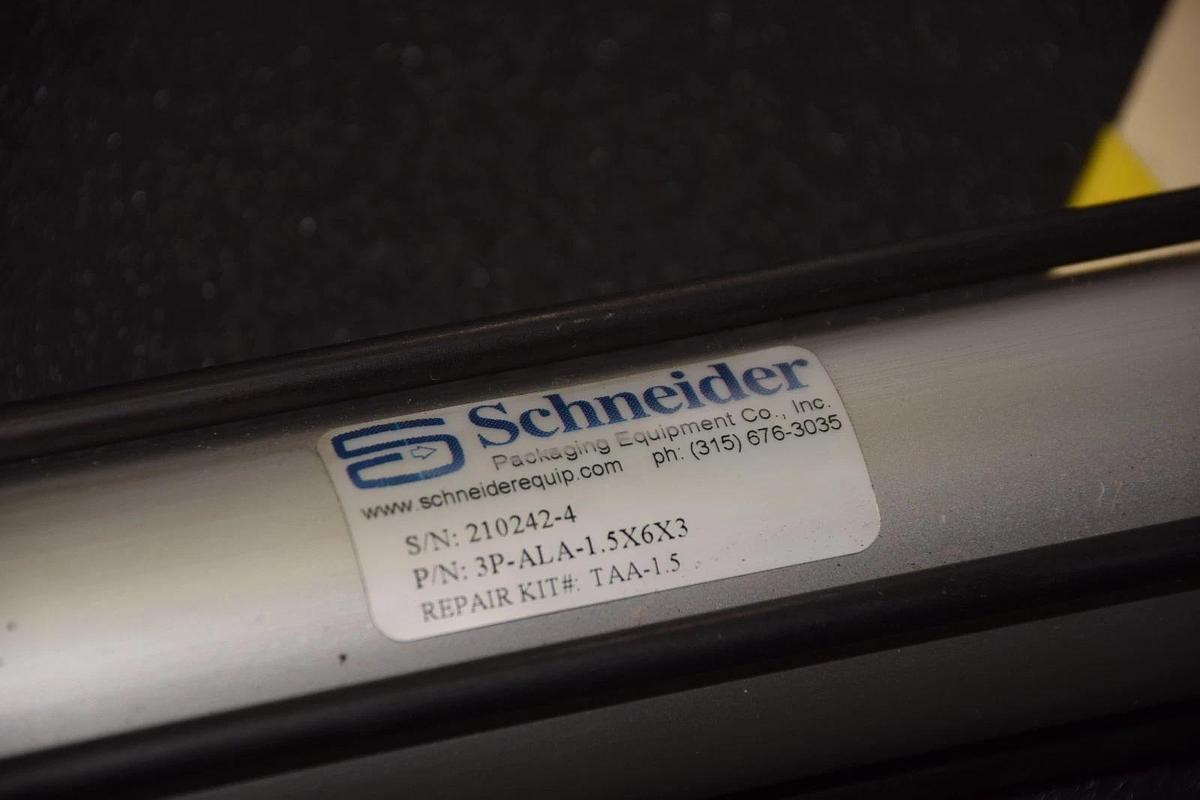 Schneider
Packaging Equipment Co., Inc.
www.schneiderequip.com ph: (315) 676-3035
S/N: 210242-4
P/N: 3P-ALA-1.5X6X3
REPAIR KIT#: TAA-1.5